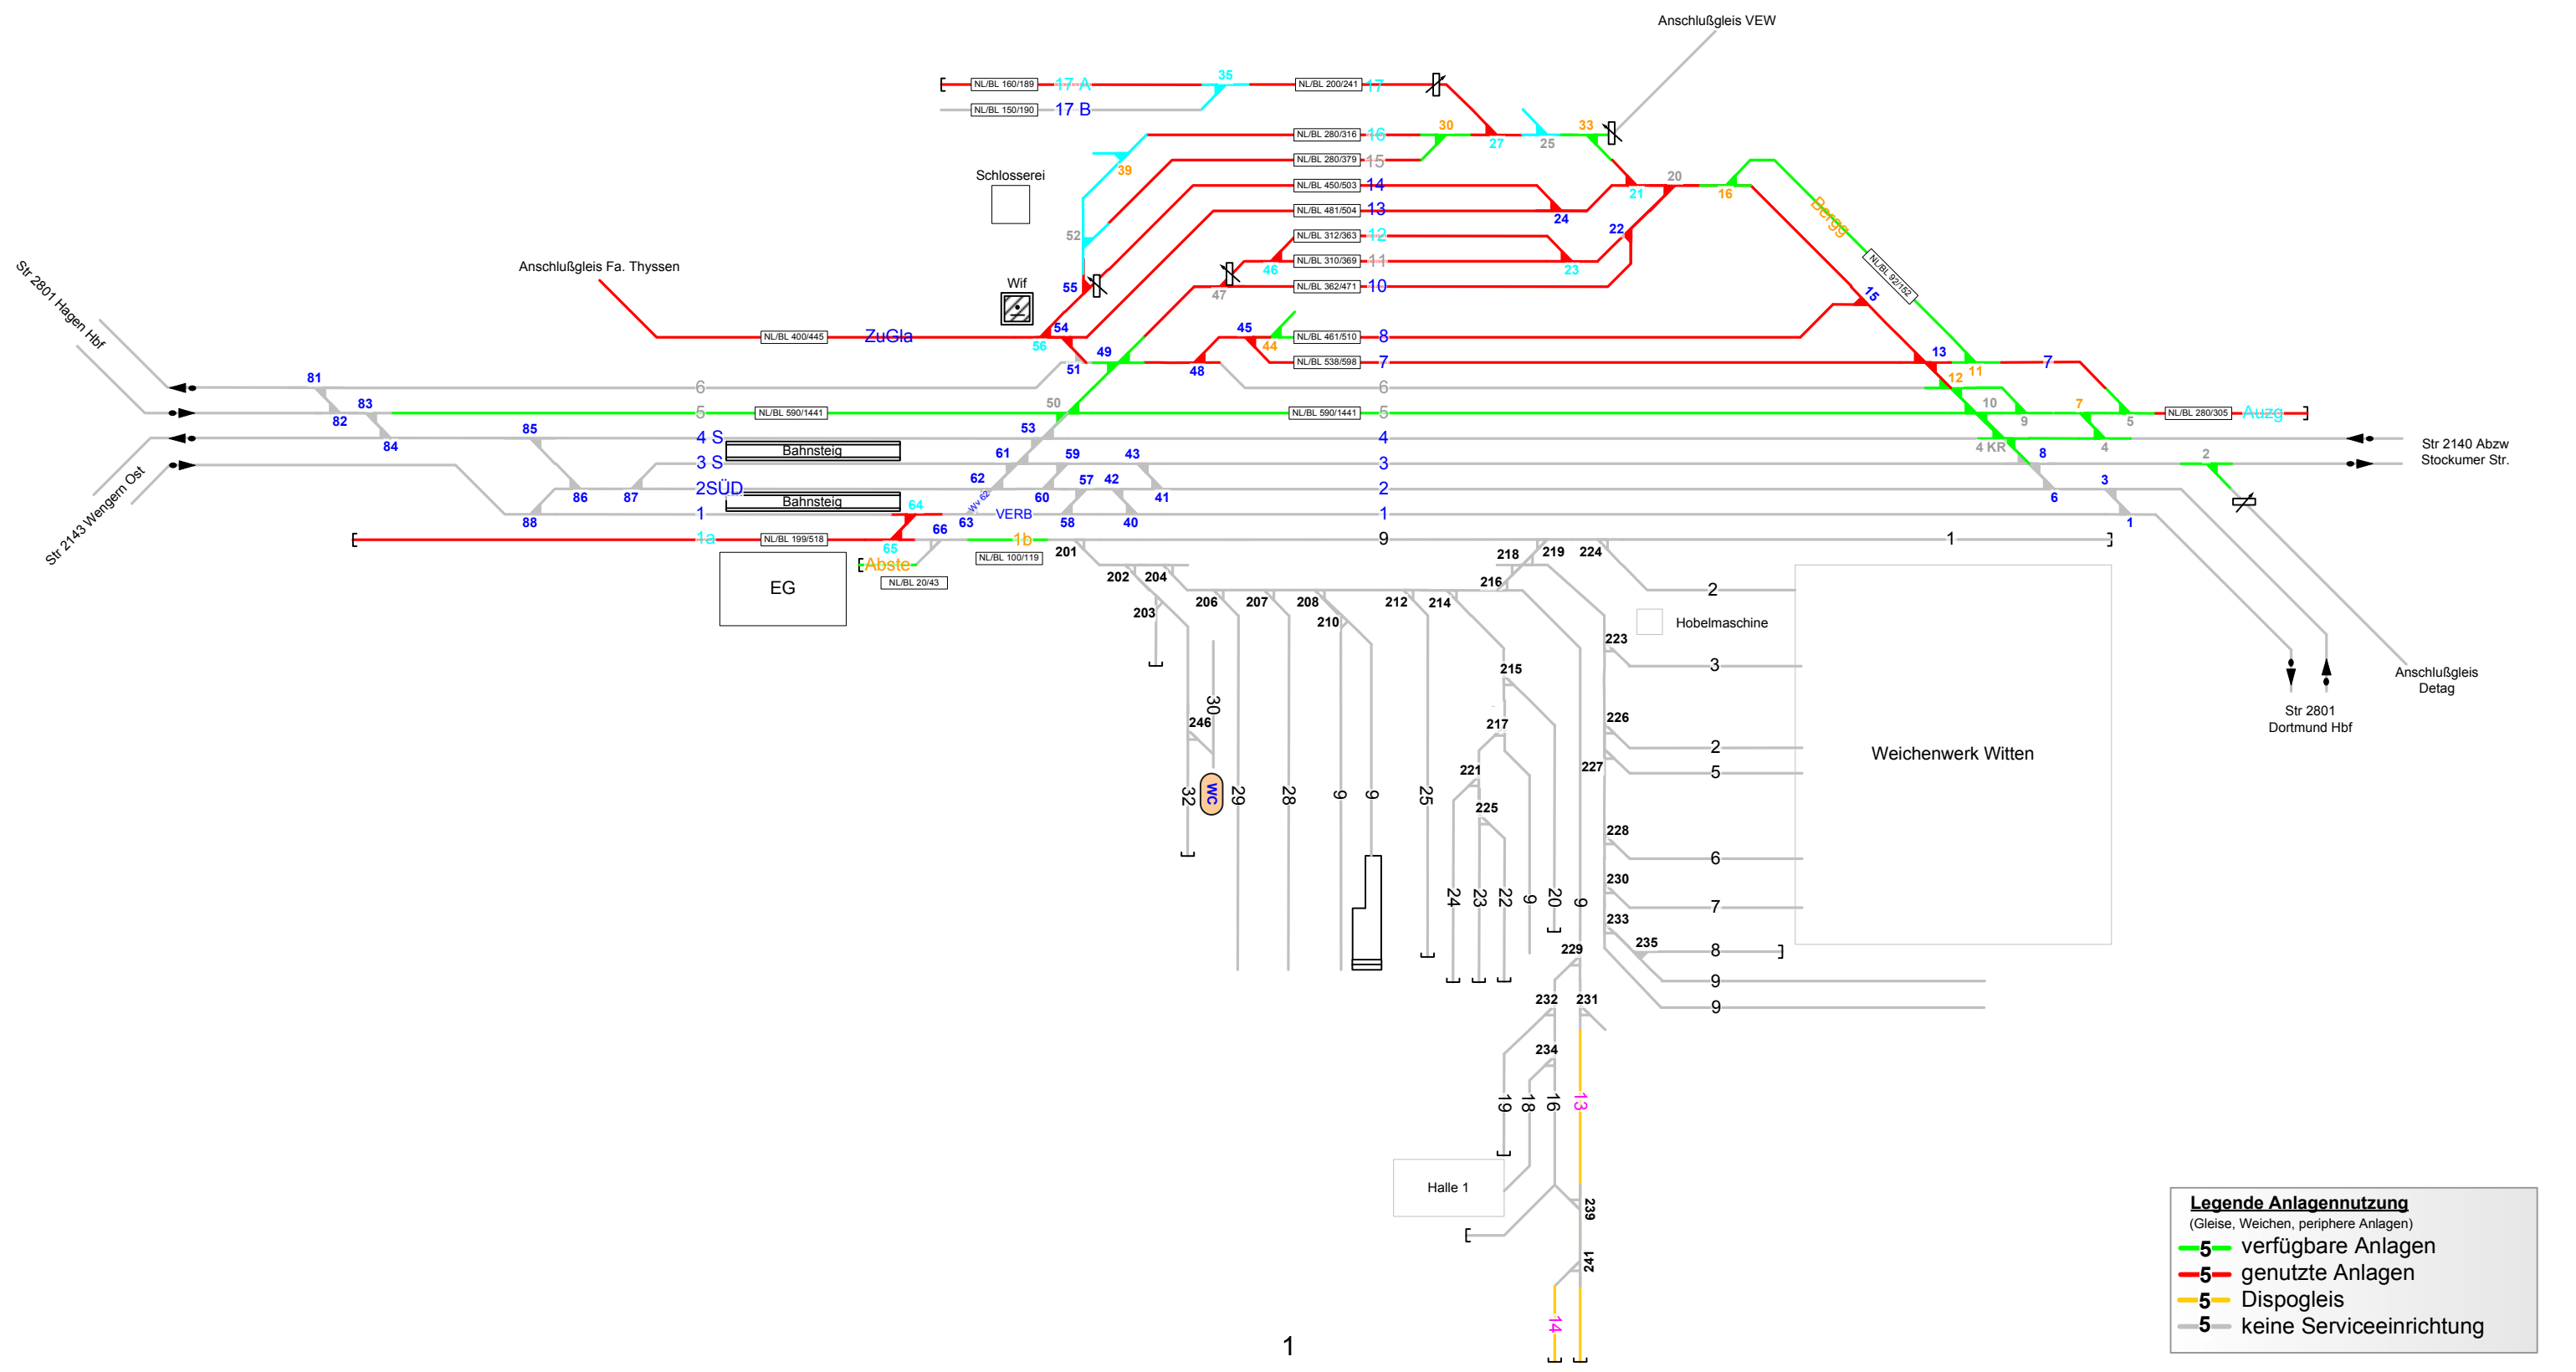 Anschlußgleis VEW
NL/BL 160/189
17 A
35
NL/BL 200/241
17
NL/BL 150/190
17 B
NL/BL 280/316
16
30
27
25
33
39
NL/BL 280/379
15
Schlosserei
NL/BL 450/503
14
21
20
16
NL/BL 481/504
13
24
Bergg
52
NL/BL 312/363
12
22
Anschlußgleis Fa. Thyssen
46
NL/BL 310/369
11
23
NL/BL 92/152
Str 2801 Hagen Hbf
Wif
55
47
NL/BL 362/471
10
15
NL/BL 400/445
ZuGla
54
56
45
44
NL/BL 461/510
8
49
51
48
NL/BL 538/598
7
13
11
7
81
6
6
12
83
82
5
NL/BL 590/1441
50
NL/BL 590/1441
5
10
9
7
5
NL/BL 280/305
Auzg
85
84
4 S
Bahnsteig
53
4
4 KR
4
Str 2140 Abzw
Stockumer Str.
3 S
61
59
43
3
8
2
Str 2143 Wengern Ost
86
87
2SÜD
Bahnsteig
62
60
57
42
41
2
6
3
88
1
64
Wv 62
63
VERB
58
40
1
1
1a
NL/BL 199/518
65
66
1b
201
9
218
219
224
1
Abste
NL/BL 20/43
NL/BL 100/119
EG
202
204
216
2
203
206
207
208
210
212
214
Hobelmaschine
223
3
215
Anschlußgleis
Detag
30
246
217
226
2
Str 2801
Dortmund Hbf
221
227
5
Weichenwerk Witten
32
WC
29
28
9
9
25
225
228
6
24
23
22
9
20
9
230
7
233
229
235
8
9
232
231
9
234
19
18
16
13
Halle 1
239
241
14
1
Legende Anlagennutzung
(Gleise, Weichen, periphere Anlagen)
5 verfügbare Anlagen
5 genutzte Anlagen
5 Dispogleis
5 keine Serviceeinrichtung